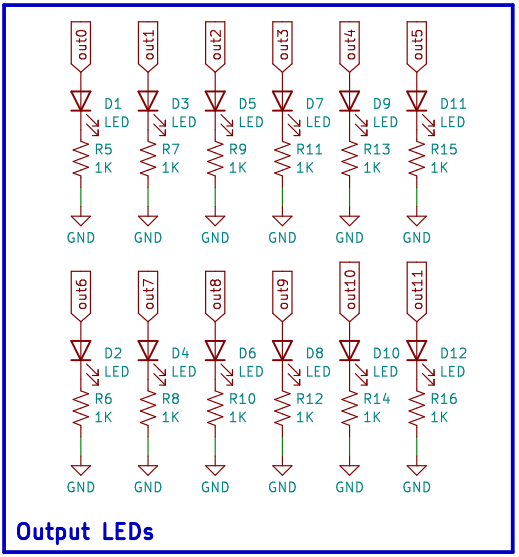 out0 out1 out2 out3 out4 out5
D1 D3 D5 D7 D9 D11
LED LED LED LED LED LED
R5 R7 R9 R11 R13 R15
1K 1K 1K 1K 1K 1K
GND GND GND GND GND GND
out6 out7 out8 out9 out10 out11
D2 D4 D6 D8 D10 D12
LED LED LED LED LED LED
R6 R8 R10 R12 R14 R16
1K 1K 1K 1K 1K 1K
GND GND GND GND GND GND
Output LEDs